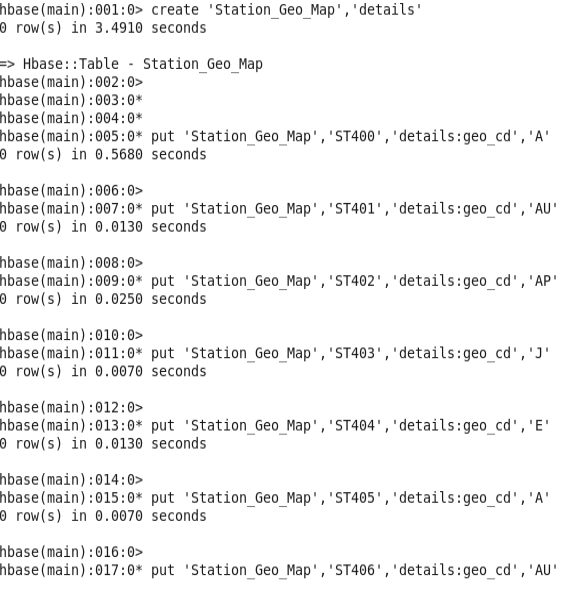 hbase(main):001:0> create 'Station_Geo_Map','details'
0 row(s) in 3.4910 seconds
=> Hbase::Table - Station_Geo_Map
hbase(main):002:0>
hbase(main):003:0*
hbase(main):004:0*
hbase(main):005:0* put 'Station_Geo_Map','ST400','details:geo_cd','A'
0 row(s) in 0.5680 seconds
hbase(main):006:0>
hbase(main):007:0* put 'Station_Geo_Map','ST401','details:geo_cd','AU'
0 row(s) in 0.0130 seconds
hbase(main):008:0>
hbase(main):009:0* put 'Station_Geo_Map','ST402','details:geo_cd','AP'
0 row(s) in 0.0250 seconds
hbase(main):010:0>
hbase(main):011:0* put 'Station_Geo_Map','ST403','details:geo_cd','J'
0 row(s) in 0.0070 seconds
hbase(main):012:0>
hbase(main):013:0* put 'Station_Geo_Map','ST404','details:geo_cd','E'
0 row(s) in 0.0130 seconds
hbase(main):014:0>
hbase(main):015:0* put 'Station_Geo_Map','ST405','details:geo_cd','A'
0 row(s) in 0.0070 seconds
hbase(main):016:0>
hbase(main):017:0* put 'Station_Geo_Map','ST406','details:geo_cd','AU'